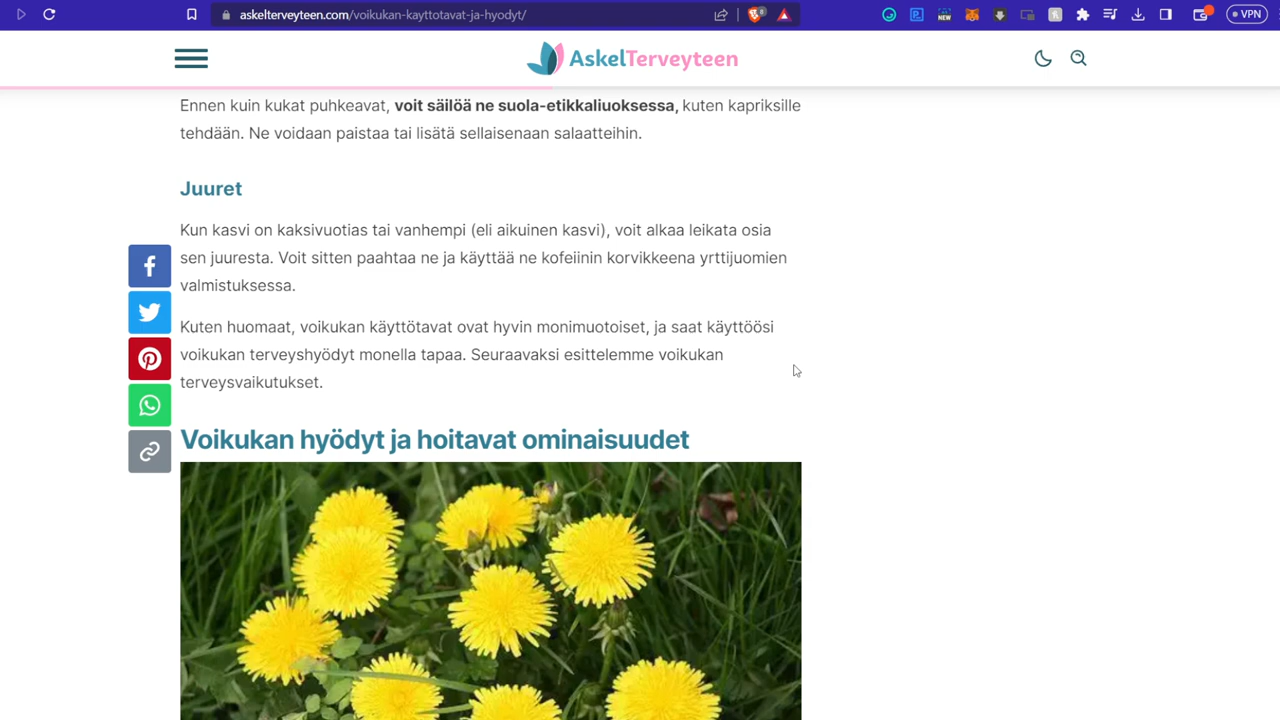 askelterveyteen.com/voikukan-kayttotavat-ja-hyodyt/
8
NEW
VPN
AskelTerveyteen
Ennen kuin kukat puhkeavat, voit säilöä ne suola-etikkaliuoksessa, kuten kapriksille
tehdään. Ne voidaan paistaa tai lisätä sellaisenaan salaatteihin.
Juuret
Kun kasvi on kaksivuotias tai vanhempi (eli aikuinen kasvi), voit alkaa leikata osia
sen juuresta. Voit sitten paahtaa ne ja käyttää ne kofeiinin korvikkeena yrttijuomien
valmistuksessa.
Kuten huomaat, voikukan käyttötavat ovat hyvin monimuotoiset, ja saat käyttöösi
voikukan terveyshyödyt monella tapaa. Seuraavaksi esittelemme voikukan
terveysvaikutukset.
Voikukan hyödyt ja hoitavat ominaisuudet